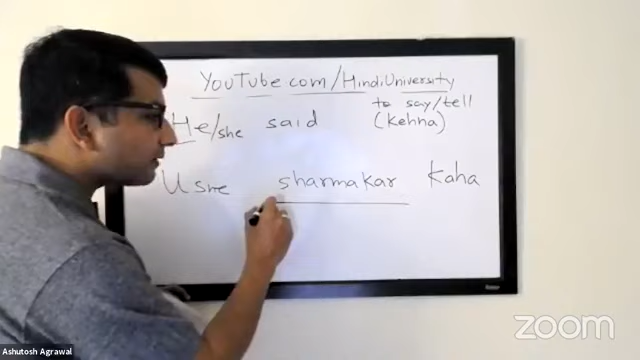 YouTube com/HindiUniversity
He/she said to say/tell
(kehna)
Usne sharmakar kaha
Ashutosh Agrawal
zoom